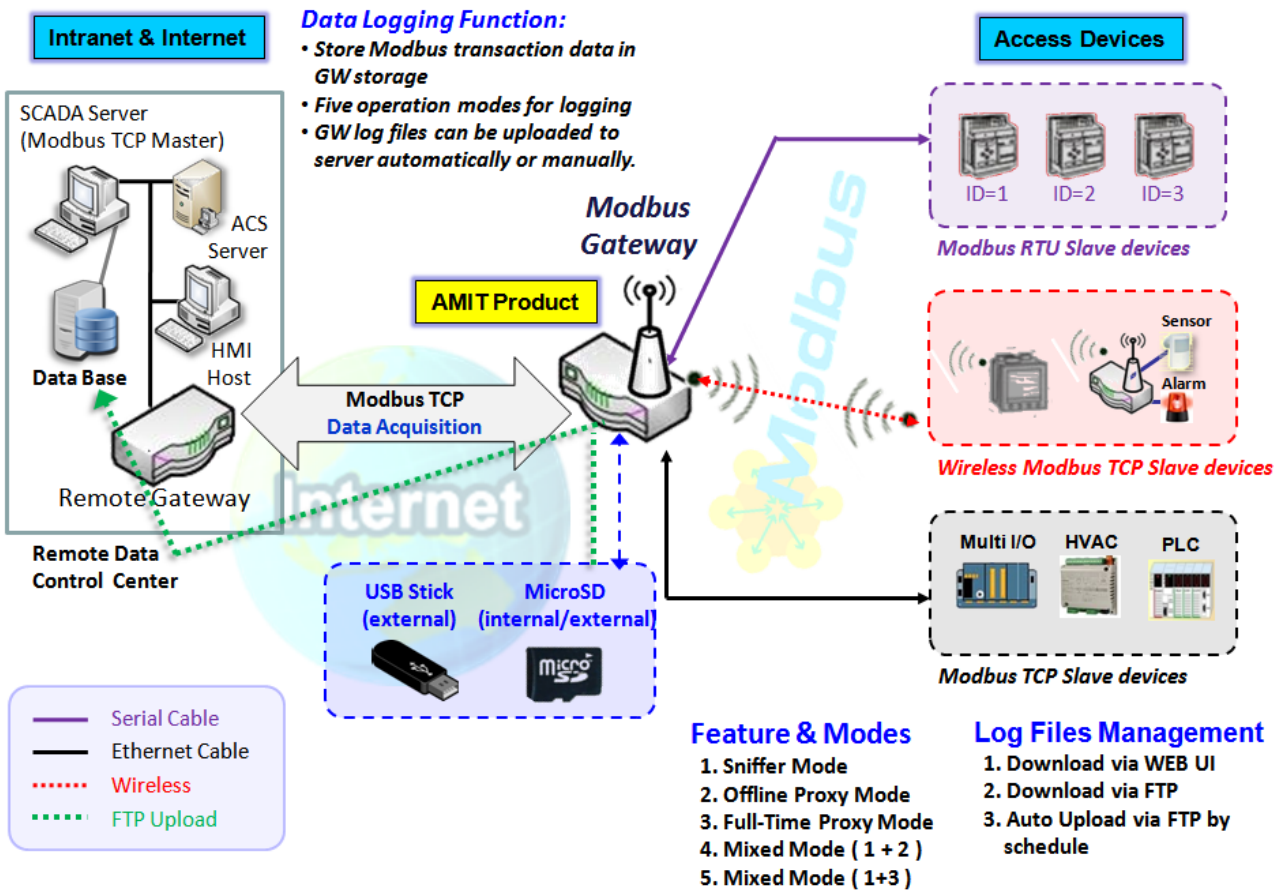 Intranet & Internet
Data Logging Function:
• Store Modbus transaction data in
GW storage
• Five operation modes for logging
• GW log files can be uploaded to
server automatically or manually.
Access Devices
SCADA Server
(Modbus TCP Master)
ACS
Server
HMI
Host
Data Base
Remote Gateway
Remote Data
Control Center
Modbus
Gateway
AMIT Product
Modbus TCP
Data Acquisition
Internet
Modbus
ID=1
ID=2
ID=3
Modbus RTU Slave devices
Sensor
Alarm
Wireless Modbus TCP Slave devices
Multi I/O
HVAC
PLC
Modbus TCP Slave devices
USB Stick
(external)
MicroSD
(internal/external)
micro
SD
Serial Cable
Ethernet Cable
Wireless
FTP Upload
Feature & Modes
1. Sniffer Mode
2. Offline Proxy Mode
3. Full-Time Proxy Mode
4. Mixed Mode ( 1 + 2 )
5. Mixed Mode ( 1+3 )
Log Files Management
1. Download via WEB UI
2. Download via FTP
3. Auto Upload via FTP by
schedule